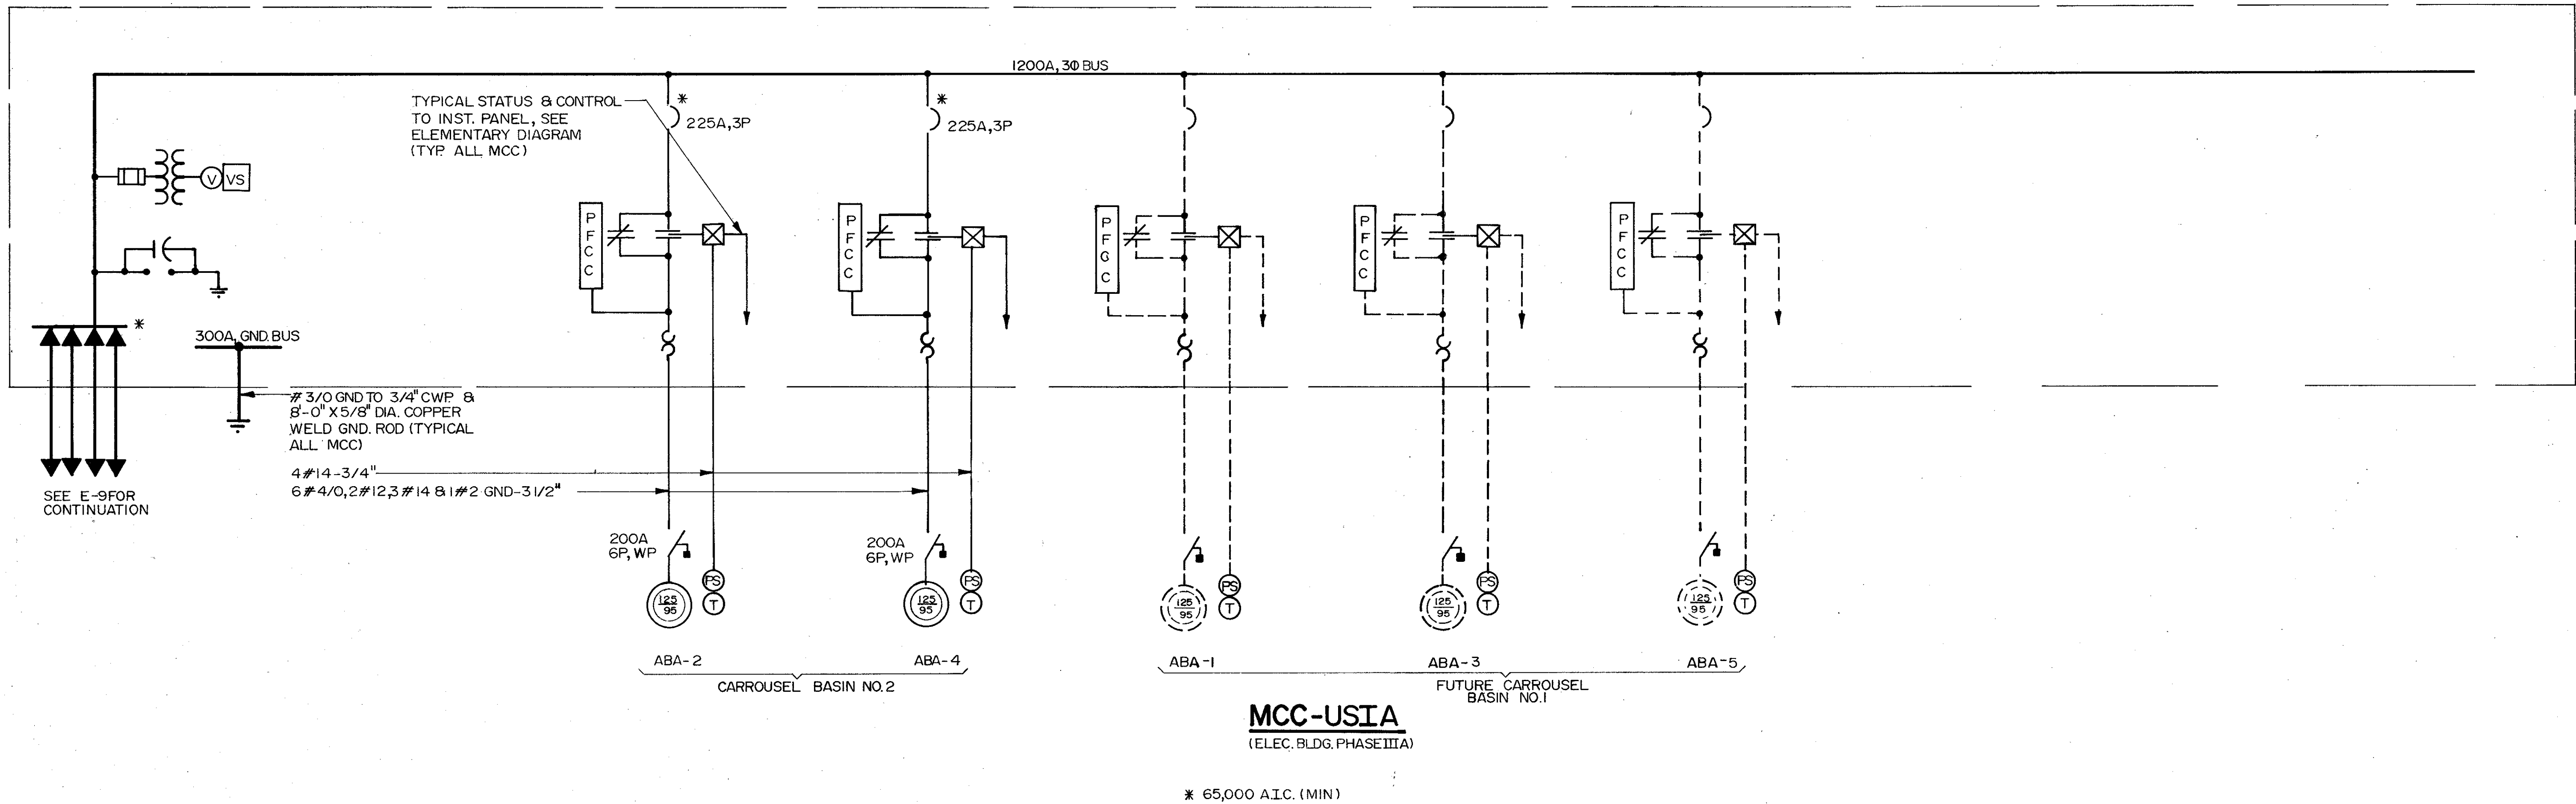 1200A, 3Φ BUS
TYPICAL STATUS & CONTROL
TO INST. PANEL, SEE
ELEMENTARY DIAGRAM
(TYP. ALL MCC)
*
225A,3P
*
225A,3P
V
VS
P
F
C
C
P
F
C
C
P
F
C
C
P
F
C
C
P
F
C
C
*
300A, GND. BUS
# 3/0 GND TO 3/4" CWP. &
8'-0" X 5/8" DIA. COPPER
WELD GND. ROD (TYPICAL
ALL MCC)
4#14-3/4"
6#4/0,2#12,3#14 & 1#2 GND-3 1/2"
SEE E-9 FOR
CONTINUATION
200A
6P, WP
200A
6P, WP
PS
T
125
95
PS
T
125
95
PS
T
125
95
PS
T
125
95
PS
T
125
95
ABA-2
ABA-4
ABA-1
ABA-3
ABA-5
CARROUSEL BASIN NO.2
FUTURE CARROUSEL
BASIN NO.1
MCC-USIA
(ELEC. BLDG. PHASE IIIA)
* 65,000 A.I.C. (MIN)